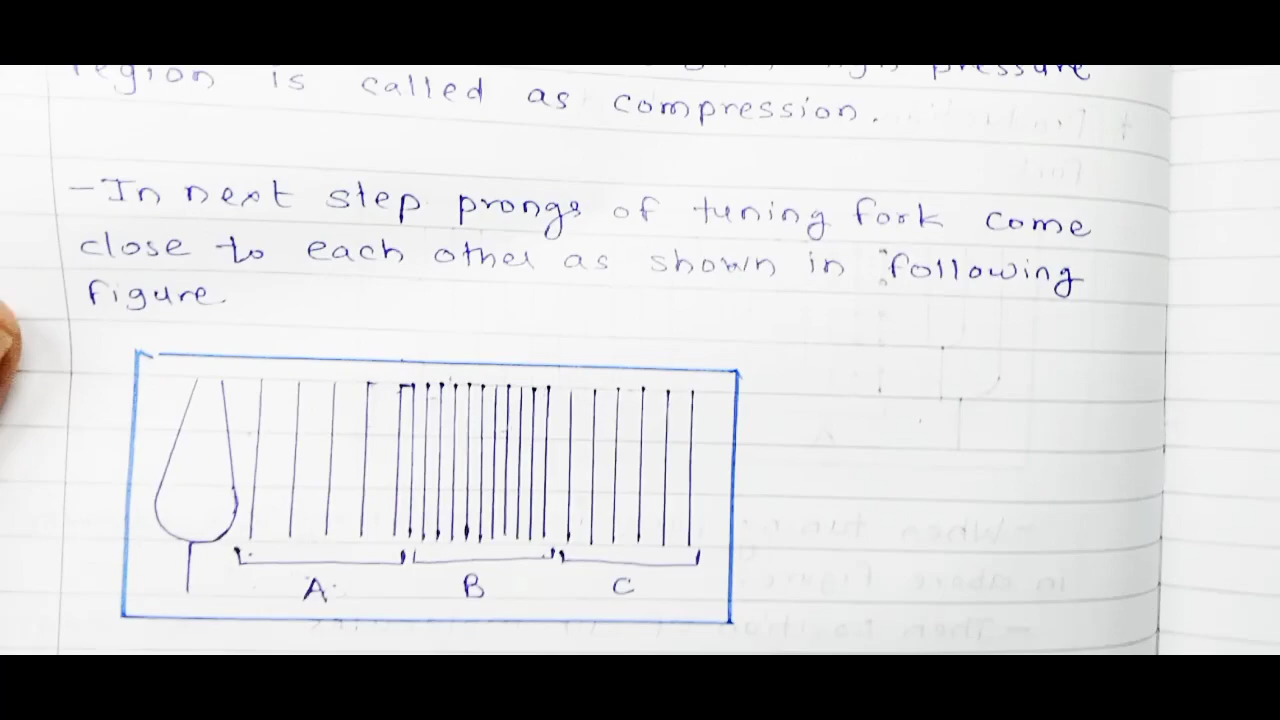 region is called as compression.
pressure
- In next step prongs of tuning fork come
close to each other as shown in following
figure.
A B C